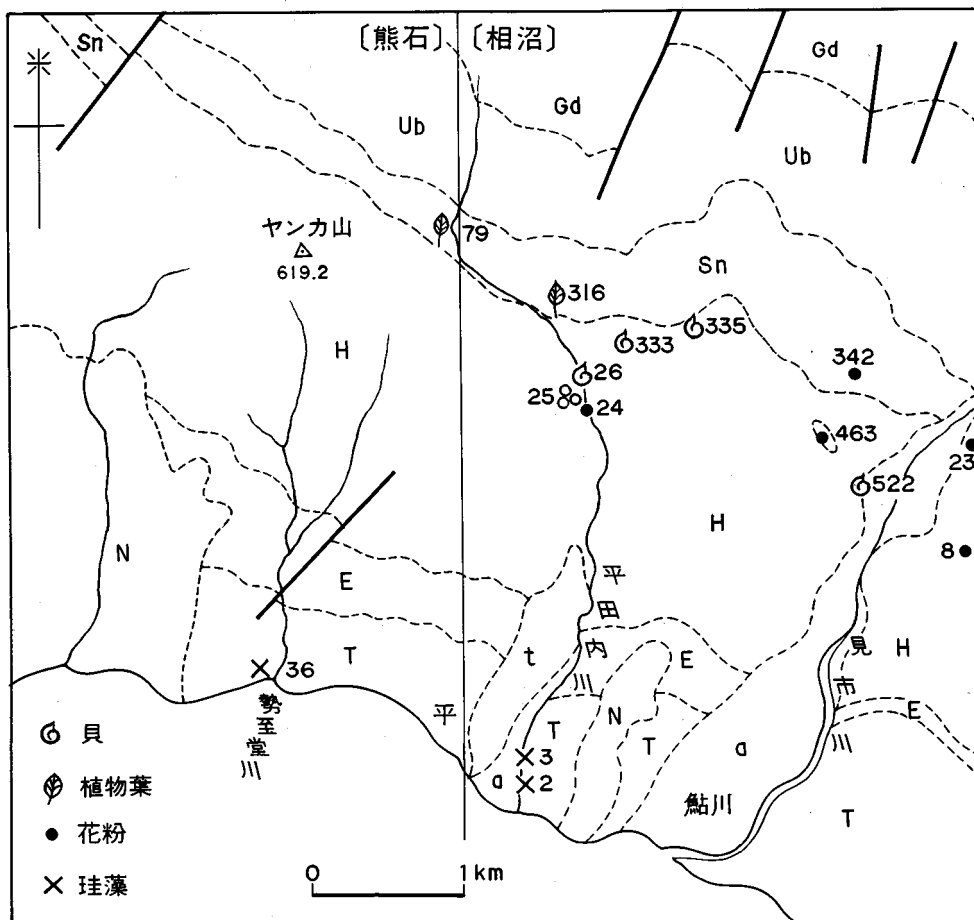 〔熊石〕 〔相沼〕
Sn
Gd
Gd
Ub
Ub
ヤンカ山
619.2
79
Sn
316
335
333
342
26
25
24
463
23
522
H
H
8
N
E
T
t
平田内川
E
見市川
H
36
勢至堂川
平
T
N
T
a
E
3
2
a
鮎川
T
貝
植物葉
花粉
珪藻
0 1km